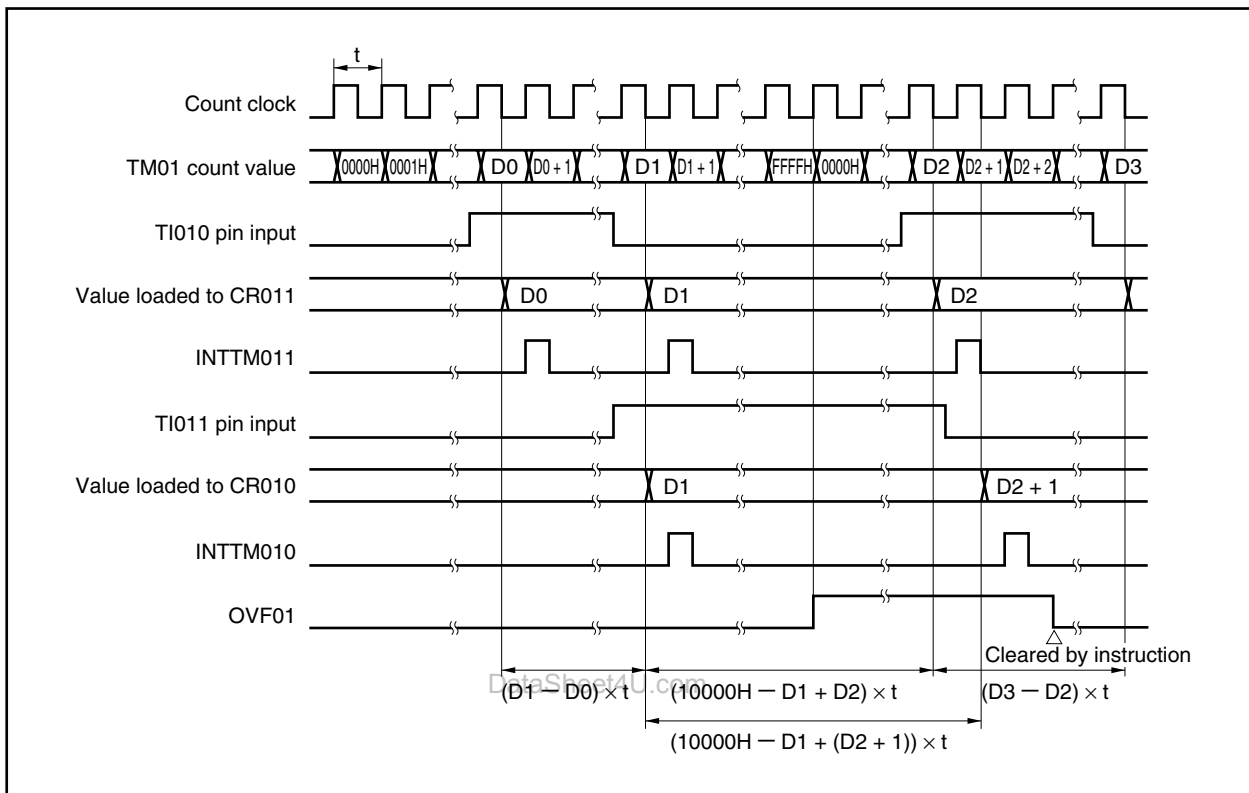 t
Count clock
TM01 count value 0000H 0001H D0 D0 + 1 D1 D1 + 1 FFFFH 0000H D2 D2 + 1 D2 + 2 D3
TI010 pin input
Value loaded to CR011 D0 D1 D2
INTTM011
TI011 pin input
Value loaded to CR010 D1 D2 + 1
INTTM010
OVF01
Cleared by instruction
DataSheet4U.com
(D1 − D0) × t (10000H − D1 + D2) × t (D3 − D2) × t
(10000H − D1 + (D2 + 1)) × t